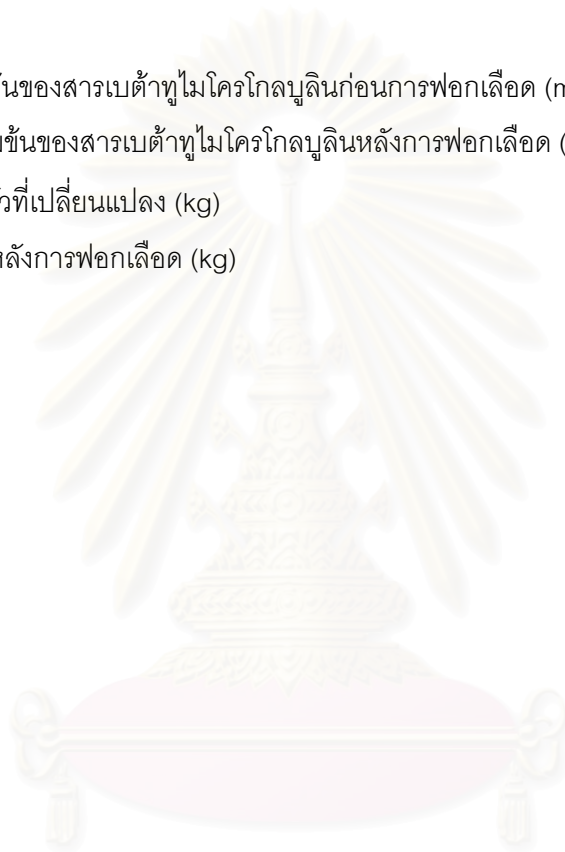 นของสารเบต้าทูไมโครโกลบูลินก่อนการฟอกเลือด (m
ข้นของสารเบต้าทูไมโครโกลบูลินหลังการฟอกเลือด (
ที่เปลี่ยนแปลง (kg)
หลังการฟอกเลือด (kg)